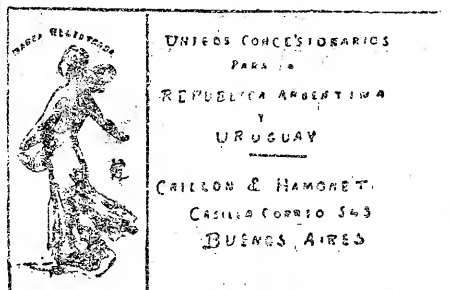 MARCA REGISTRADA
UNICOS CONCESIONARIOS
PARA la
REPUBLICA ARGENTINA
Y
URUGUAY
CAILLON & HAMONET.
CASILLA CORREO 543
BUENOS AIRES